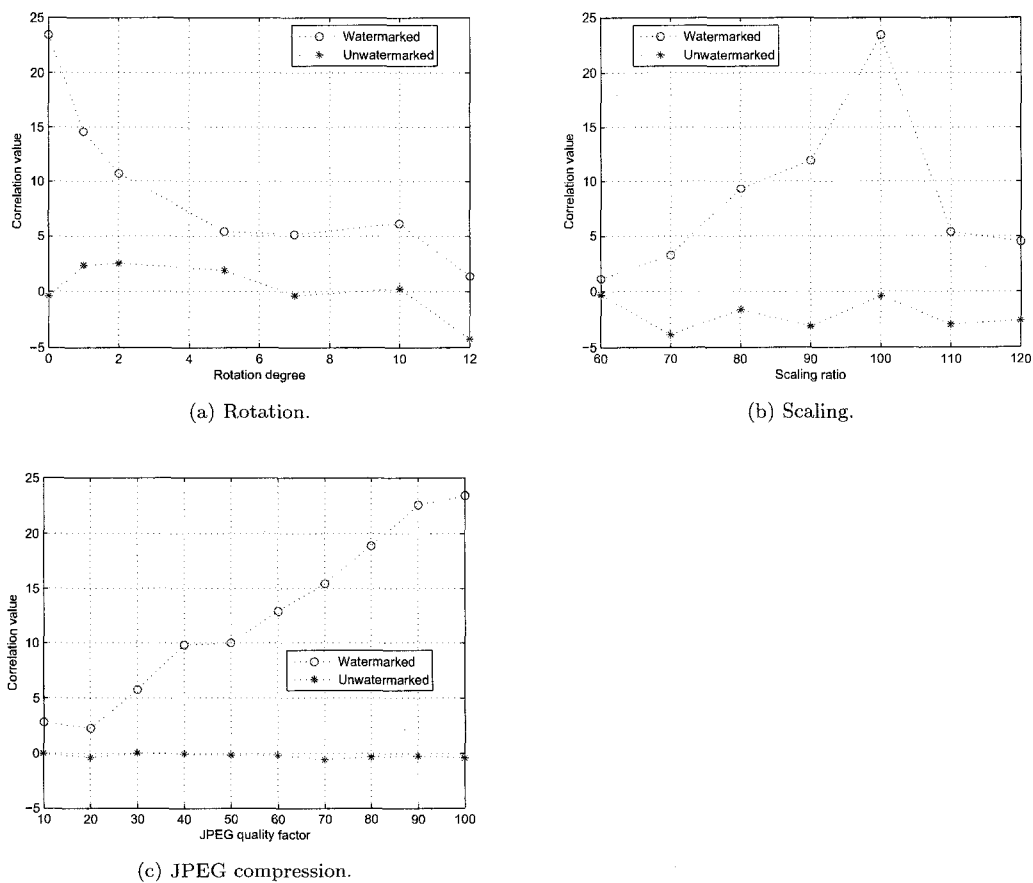 25
20
15
10
5
0
−5
Correlation value
Watermarked
Unwatermarked
0 2 4 6 8 10 12
Rotation degree
(a) Rotation.
25
20
15
10
5
0
−5
Correlation value
Watermarked
Unwatermarked
60 70 80 90 100 110 120
Scaling ratio
(b) Scaling.
25
20
15
10
5
0
−5
Correlation value
Watermarked
Unwatermarked
10 20 30 40 50 60 70 80 90 100
JPEG quality factor
(c) JPEG compression.